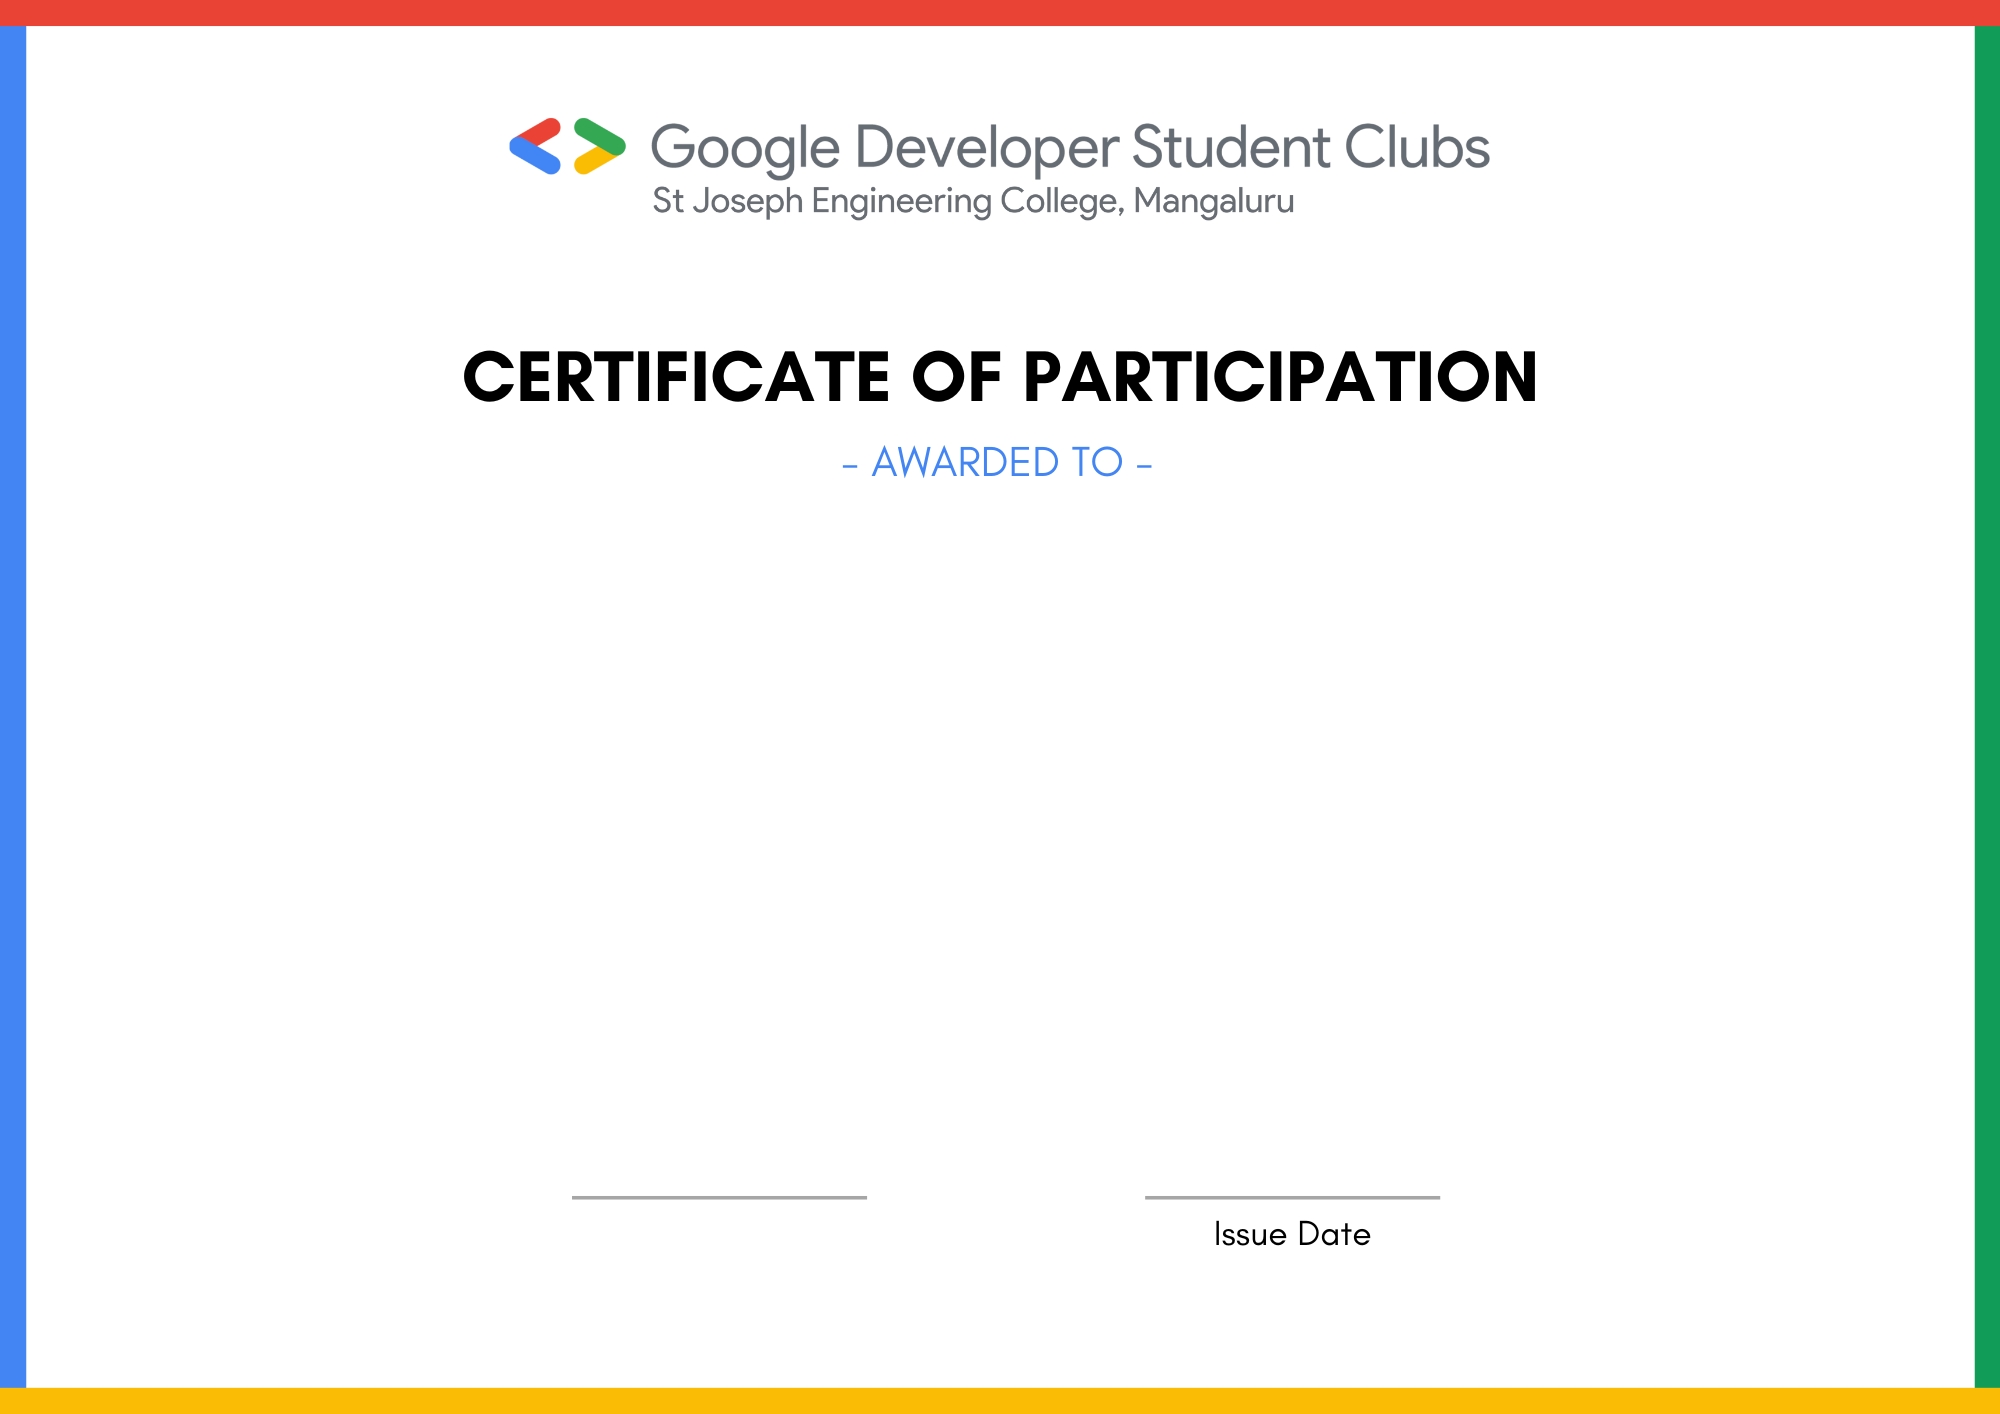 Google Developer Student Clubs
St Joseph Engineering College, Mangaluru
CERTIFICATE OF PARTICIPATION
– AWARDED TO –
Issue Date